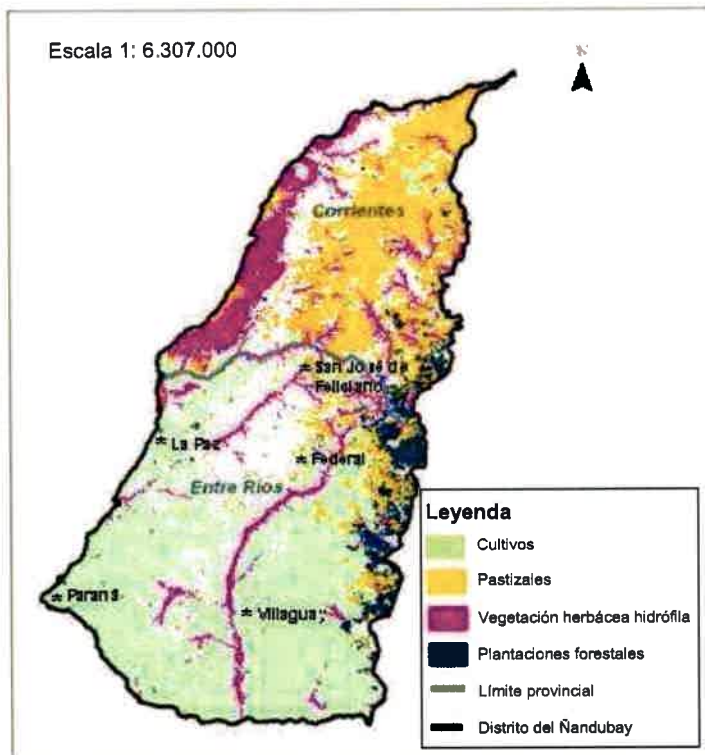 Escala 1: 6.307.000
N
Corrientes
* San José de
Feliciano
* La Paz
* Federal
Entre Ríos
* Paraná
* Villaguay
Leyenda
Cultivos
Pastizales
Vegetación herbácea hidrófila
Plantaciones forestales
Límite provincial
Distrito del Ñandubay